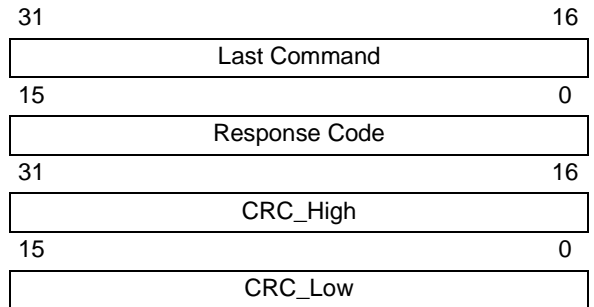 31 16
Last Command
15 0
Response Code
31 16
CRC_High
15 0
CRC_Low